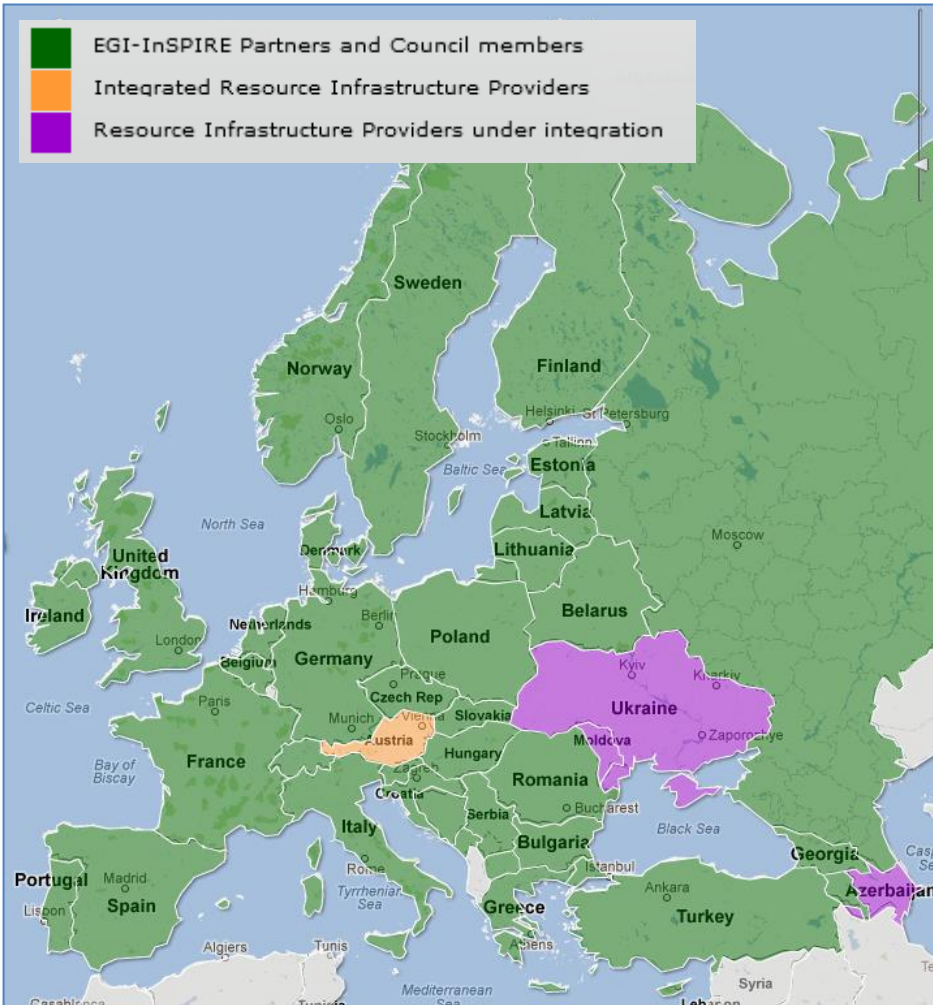 EGI-InSPIRE Partners and Council members
Integrated Resource Infrastructure Providers
Resource Infrastructure Providers under integration
Sweden
Norway
Finland
Oslo
Helsinki
St Petersburg
Stockholm
Tallinn
Baltic Sea
Estonia
Latvia
North Sea
Moscow
Denmark
Lithuania
United
Kingdom
Hamburg
Belarus
Ireland
Netherlands
Berlin
Poland
London
Belgium
Germany
Kyiv
Kharkiv
Prague
Czech Rep
Celtic Sea
Paris
Munich
Vienna
Slovakia
Ukraine
Austria
Moldova
Zaporozhye
Hungary
France
Bay of
Biscay
Zagreb
Romania
Croatia
Bucharest
Serbia
Italy
Black Sea
Bulgaria
Georgia
Rome
Istanbul
Portugal
Madrid
Tyrrhenian
Sea
Ankara
Azerbaijan
Lisbon
Spain
Greece
Turkey
Athens
Algiers
Tunis
Syria
Mediterranean